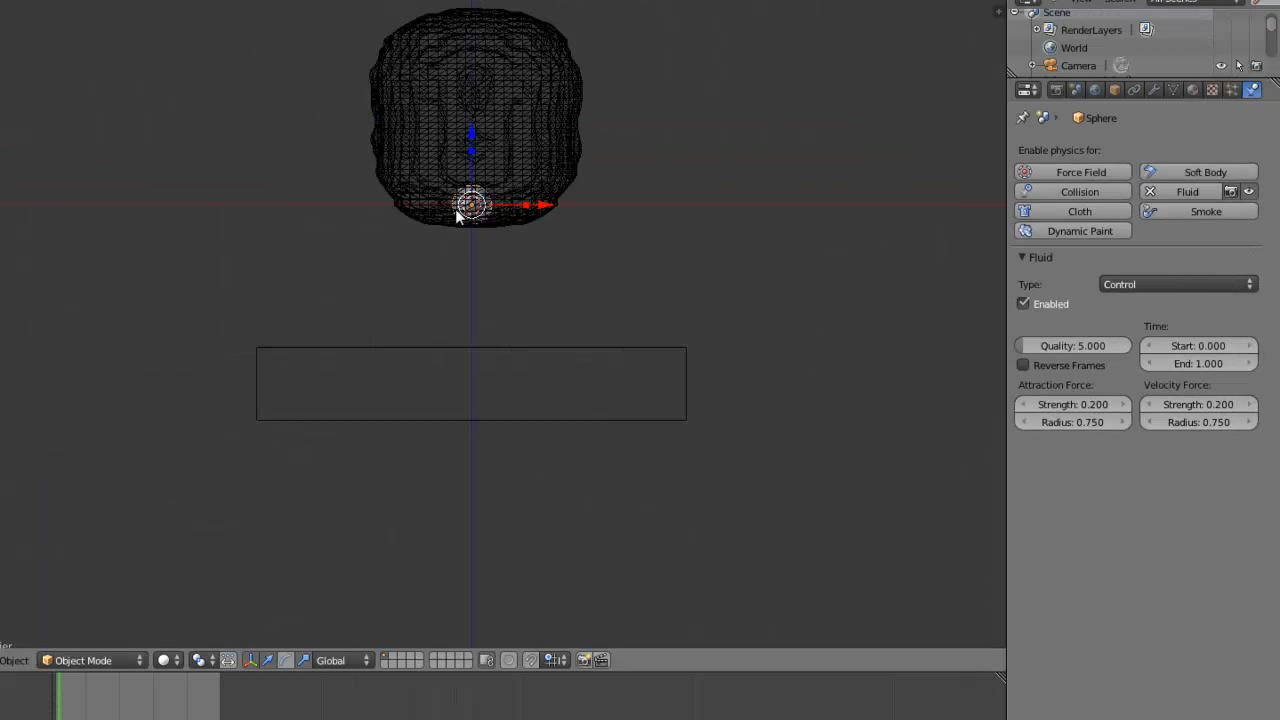 Scene
RenderLayers
World
Camera
Sphere
Enable physics for:
Force Field
Soft Body
Collision
Fluid
Cloth
Smoke
Dynamic Paint
Fluid
Type:
Control
Enabled
Time:
Quality: 5.000
Start: 0.000
Reverse Frames
End: 1.000
Attraction Force:
Velocity Force:
Strength: 0.200
Strength: 0.200
Radius: 0.750
Radius: 0.750
Object
Object Mode
Global